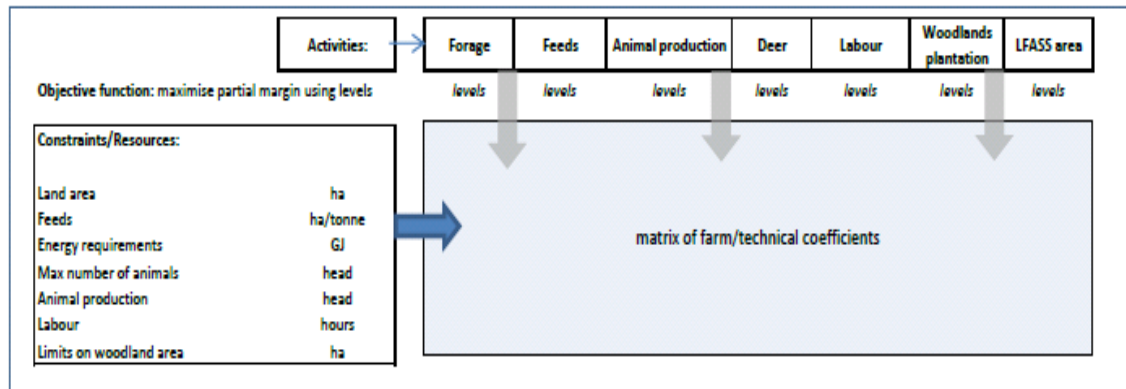 Activities: Forage Feeds Animal production Deer Labour Woodlands plantation LFASS area
Objective function: maximise partial margin using levels levels levels levels levels levels levels levels
Constraints/Resources:
Land area ha
Feeds ha/tonne
Energy requirements GJ
Max number of animals head
Animal production head
Labour hours
Limits on woodland area ha
matrix of farm/technical coefficients